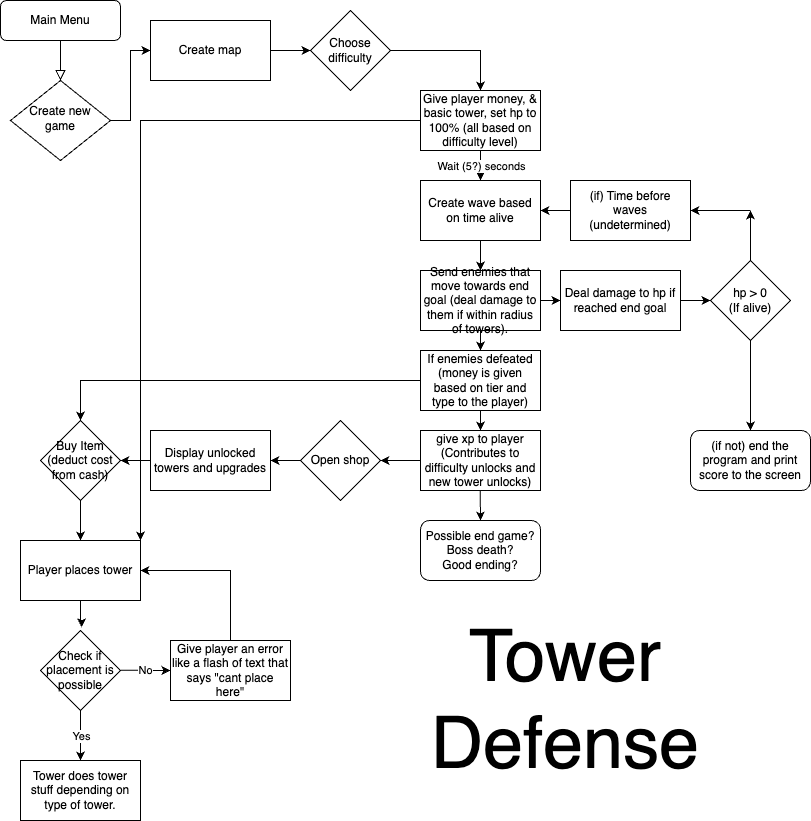 Main Menu
Create new
game
Create map
Choose
difficulty
Give player money, &
basic tower, set hp to
100% (all based on
difficulty level)
Wait (5?) seconds
Create wave based
on time alive
(if) Time before
waves
(undetermined)
Send enemies that
move towards end
goal (deal damage to
them if within radius
of towers).
Deal damage to hp if
reached end goal
hp > 0
(If alive)
(if not) end the
program and print
score to the screen
If enemies defeated
(money is given
based on tier and
type to the player)
give xp to player
(Contributes to
difficulty unlocks and
new tower unlocks)
Open shop
Display unlocked
towers and upgrades
Buy Item
(deduct cost
from cash)
Possible end game?
Boss death?
Good ending?
Player places tower
Check if
placement is
possible
No
Give player an error
like a flash of text that
says "cant place
here"
Yes
Tower does tower
stuff depending on
type of tower.
Tower
Defense